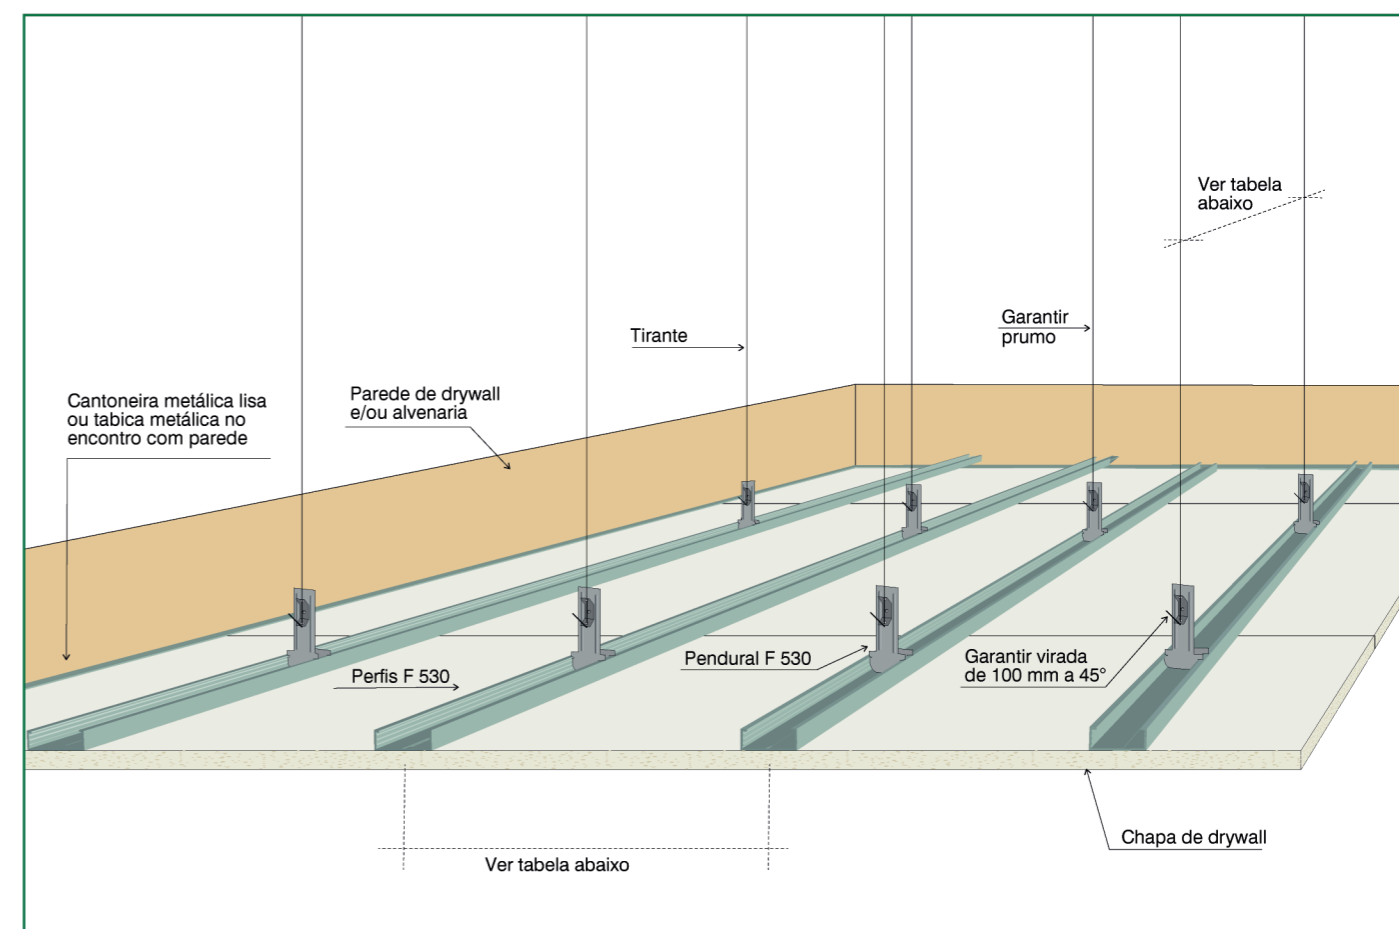 Ver tabela
abaixo
Garantir
prumo
Tirante
Parede de drywall
e/ou alvenaria
Cantoneira metálica lisa
ou tabica metálica no
encontro com parede
Pendural F 530
Garantir virada
de 100 mm a 45°
Perfis F 530
Chapa de drywall
Ver tabela abaixo